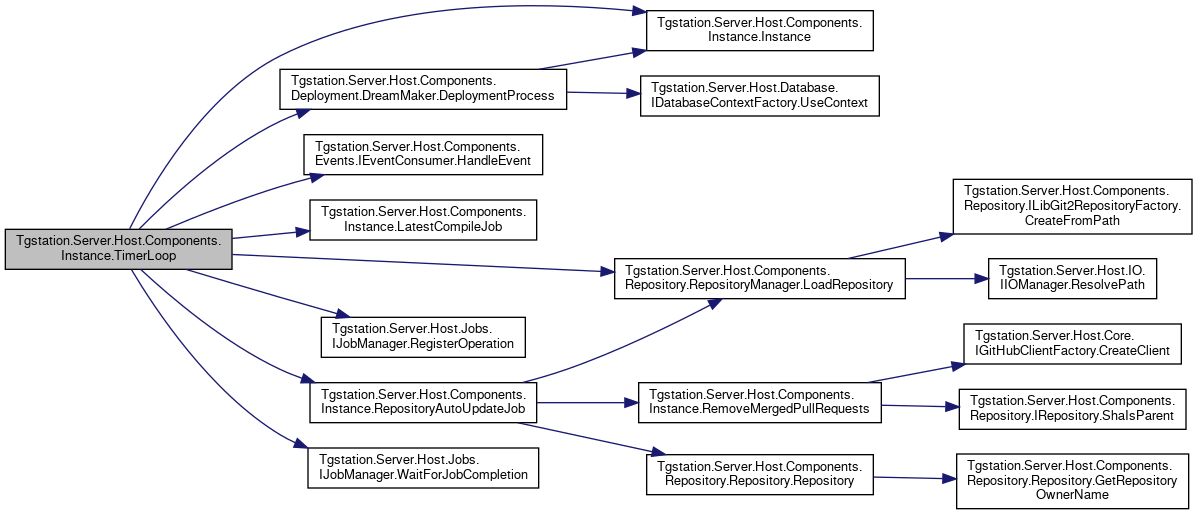 Tgstation.Server.Host.Components.
Instance.TimerLoop
Tgstation.Server.Host.Components.
Instance.Instance
Tgstation.Server.Host.Components.
Deployment.DreamMaker.DeploymentProcess
Tgstation.Server.Host.Database.
IDatabaseContextFactory.UseContext
Tgstation.Server.Host.Components.
Events.IEventConsumer.HandleEvent
Tgstation.Server.Host.Components.
Instance.LatestCompileJob
Tgstation.Server.Host.Components.
Repository.RepositoryManager.LoadRepository
Tgstation.Server.Host.Components.
Repository.ILibGit2RepositoryFactory.
CreateFromPath
Tgstation.Server.Host.IO.
IIOManager.ResolvePath
Tgstation.Server.Host.Jobs.
IJobManager.RegisterOperation
Tgstation.Server.Host.Components.
Instance.RepositoryAutoUpdateJob
Tgstation.Server.Host.Components.
Instance.RemoveMergedPullRequests
Tgstation.Server.Host.Core.
IGitHubClientFactory.CreateClient
Tgstation.Server.Host.Components.
Repository.IRepository.ShaIsParent
Tgstation.Server.Host.Components.
Repository.Repository.Repository
Tgstation.Server.Host.Components.
Repository.Repository.GetRepository
OwnerName
Tgstation.Server.Host.Jobs.
IJobManager.WaitForJobCompletion